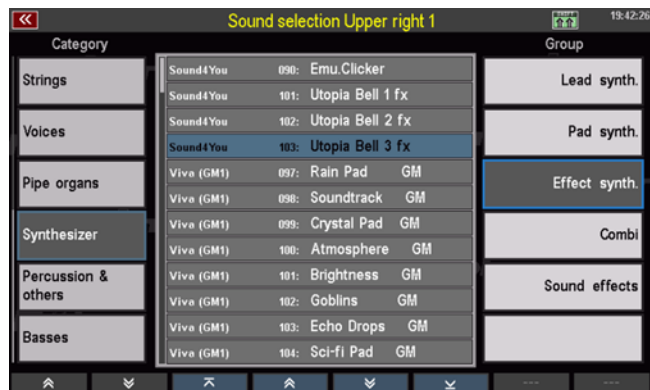 Sound selection Upper right 1
19:42:26
Category
Group
Strings
Voices
Pipe organs
Synthesizer
Percussion &
others
Basses
Sound4You 090: Emu.Clicker
Sound4You 101: Utopia Bell 1 fx
Sound4You 102: Utopia Bell 2 fx
Sound4You 103: Utopia Bell 3 fx
Viva (GM1) 097: Rain Pad GM
Viva (GM1) 098: Soundtrack GM
Viva (GM1) 099: Crystal Pad GM
Viva (GM1) 100: Atmosphere GM
Viva (GM1) 101: Brightness GM
Viva (GM1) 102: Goblins GM
Viva (GM1) 103: Echo Drops GM
Viva (GM1) 104: Sci-fi Pad GM
Lead synth.
Pad synth.
Effect synth.
Combi
Sound effects
--- ---